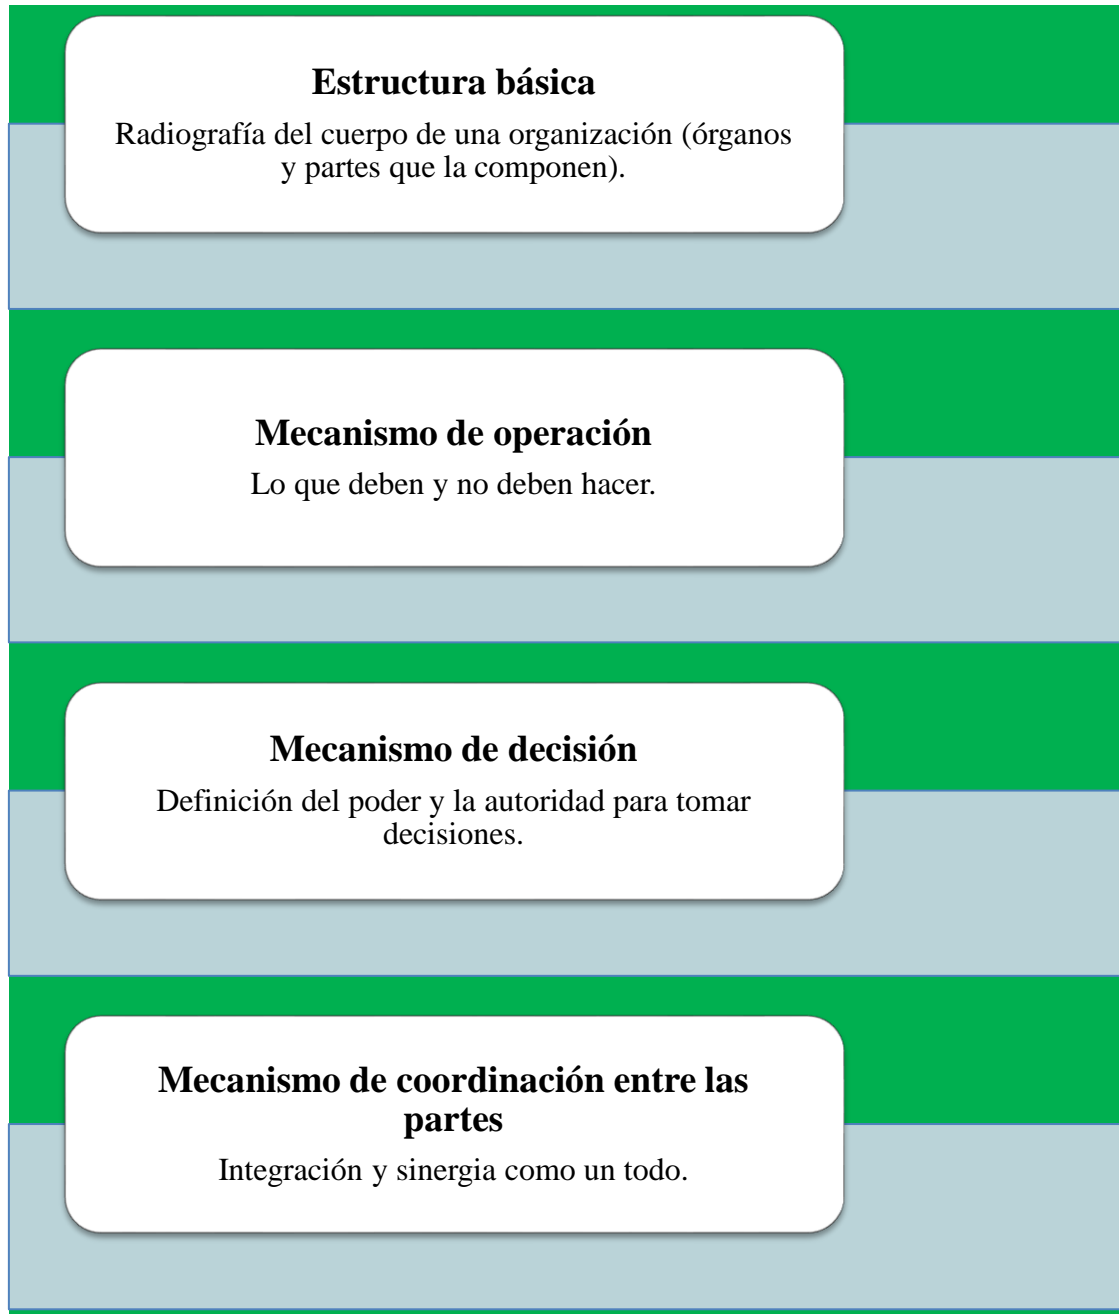 Estructura básica
Radiografía del cuerpo de una organización (órganos
y partes que la componen).
Mecanismo de operación
Lo que deben y no deben hacer.
Mecanismo de decisión
Definición del poder y la autoridad para tomar
decisiones.
Mecanismo de coordinación entre las
partes
Integración y sinergia como un todo.